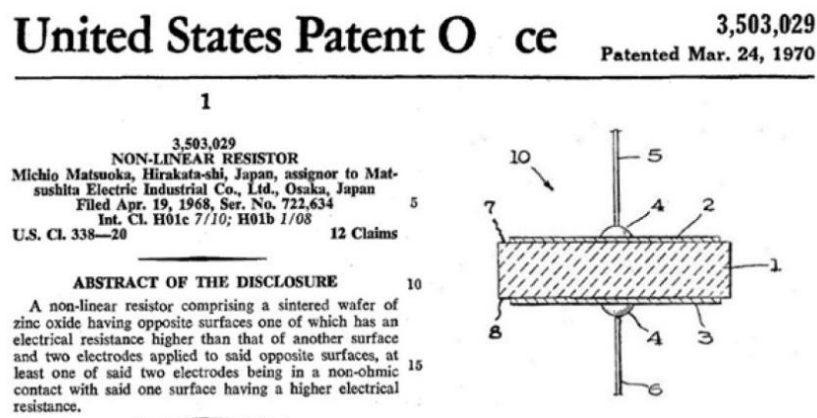 United States Patent O ce
3,503,029
Patented Mar. 24, 1970
1
3,503,029
NON-LINEAR RESISTOR
Michio Matsuoka, Hirakata-shi, Japan, assignor to Mat-
sushita Electric Industrial Co., Ltd., Osaka, Japan
Filed Apr. 19, 1968, Ser. No. 722,634
5
Int. Cl. H01c 7/10; H01b 1/08
U.S. Cl. 338—20
12 Claims
ABSTRACT OF THE DISCLOSURE
10
A non-linear resistor comprising a sintered wafer of
zinc oxide having opposite surfaces one of which has an
electrical resistance higher than that of another surface
and two electrodes applied to said opposite surfaces, at
least one of said two electrodes being in a non-ohmic
15
contact with said one surface having a higher electrical
resistance.
10
5
4
2
7
1
8
4
3
6